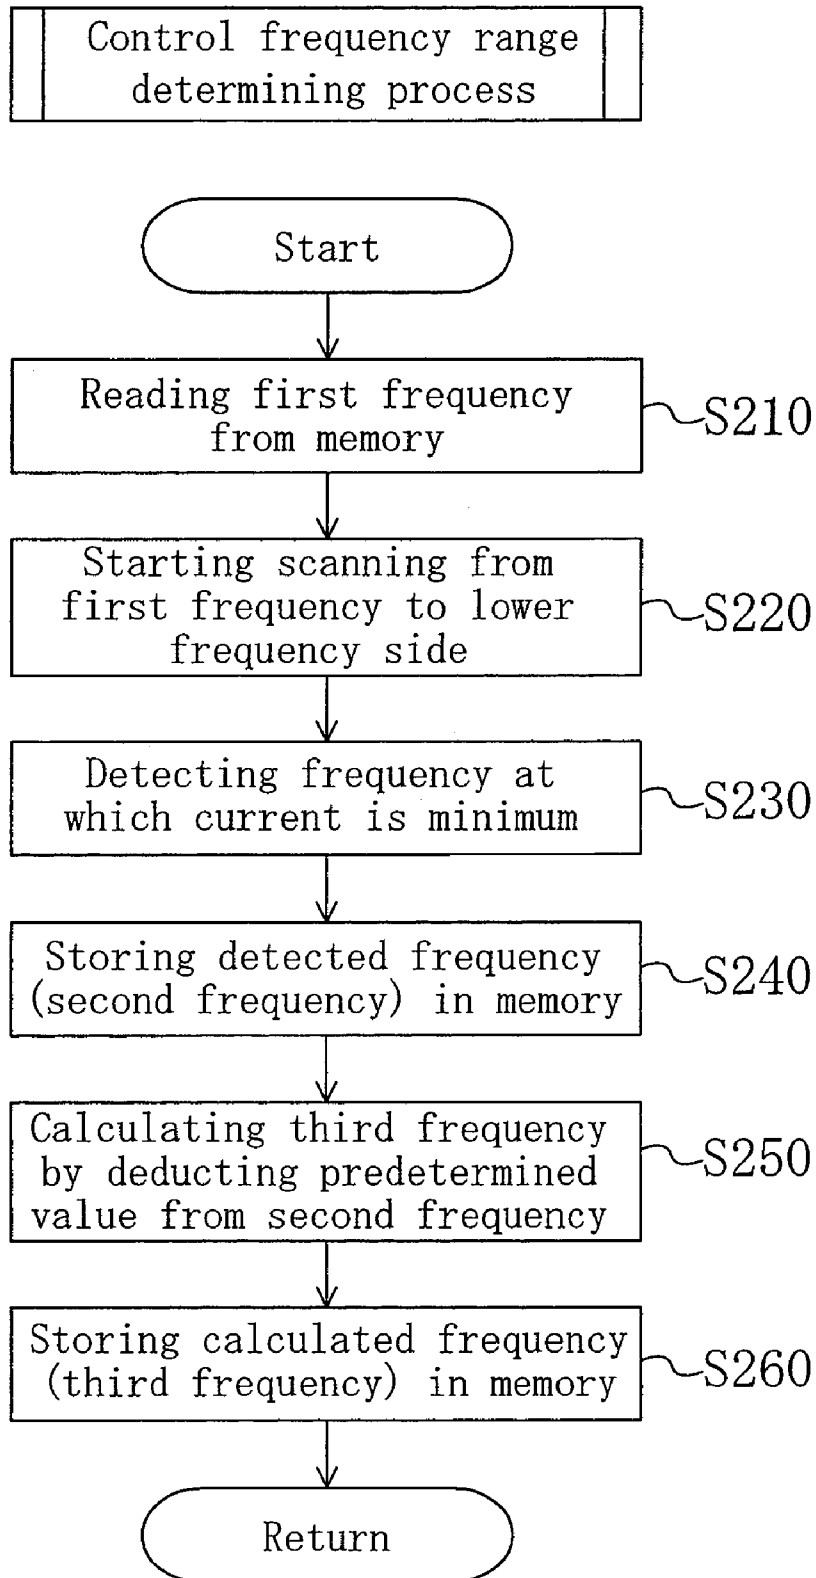 Control frequency range
determining process
Start
Reading first frequency
from memory
S210
Starting scanning from
first frequency to lower
frequency side
S220
Detecting frequency at
which current is minimum
S230
Storing detected frequency
(second frequency) in memory
S240
Calculating third frequency
by deducting predetermined
value from second frequency
S250
Storing calculated frequency
(third frequency) in memory
S260
Return